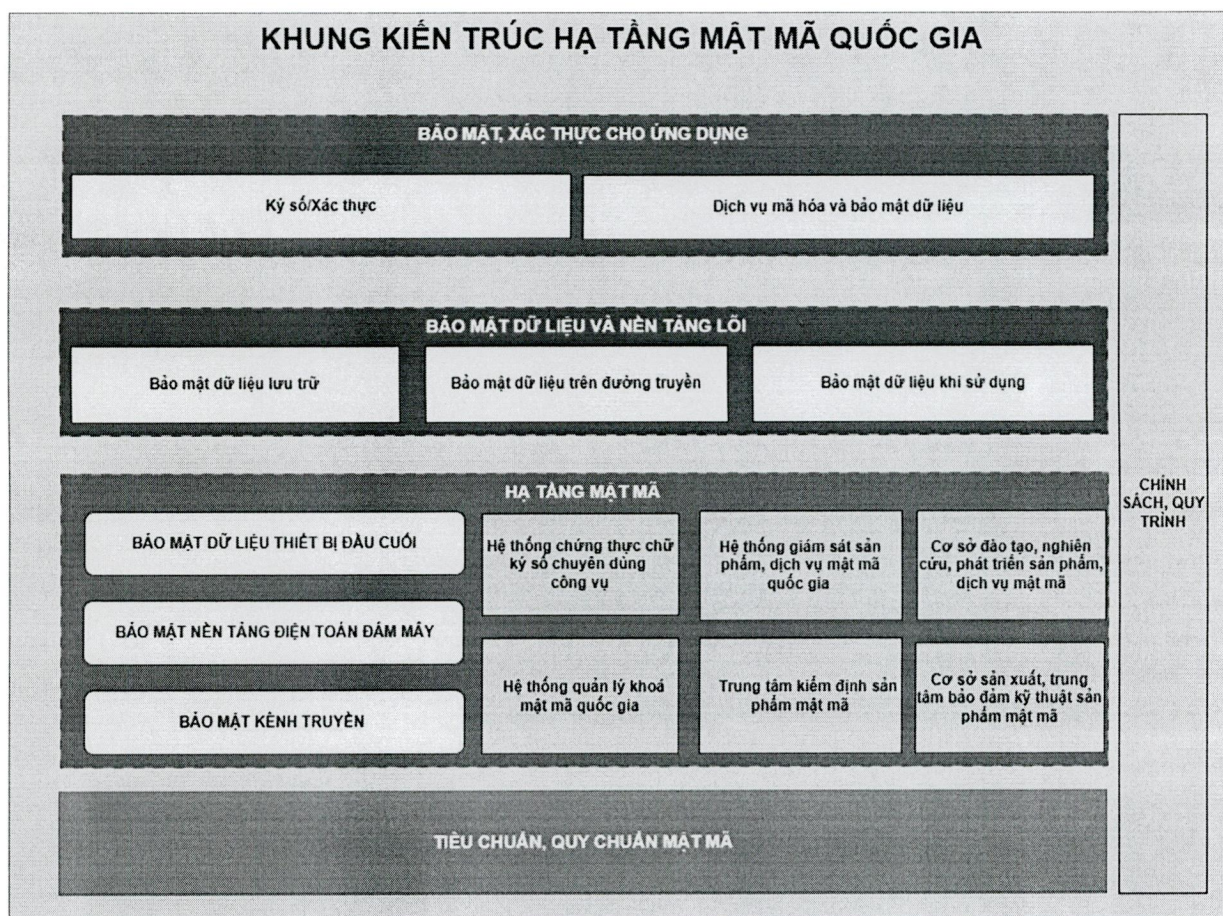 KHUNG KIẾN TRÚC HẠ TẦNG MẬT MÃ QUỐC GIA
BẢO MẬT, XÁC THỰC CHO ỨNG DỤNG
Ký số/Xác thực
Dịch vụ mã hóa và bảo mật dữ liệu
BẢO MẬT DỮ LIỆU VÀ NỀN TẢNG LÕI
Bảo mật dữ liệu lưu trữ
Bảo mật dữ liệu trên đường truyền
Bảo mật dữ liệu khi sử dụng
HẠ TẦNG MẬT MÃ
BẢO MẬT DỮ LIỆU THIẾT BỊ ĐẦU CUỐI
BẢO MẬT NỀN TẢNG ĐIỆN TOÁN ĐÁM MÂY
BẢO MẬT KÊNH TRUYỀN
Hệ thống chứng thực chữ
ký số chuyên dùng
công vụ
Hệ thống giám sát sản
phẩm, dịch vụ mật mã
quốc gia
Cơ sở đào tạo, nghiên
cứu, phát triển sản phẩm,
dịch vụ mật mã
Hệ thống quản lý khoá
mật mã quốc gia
Trung tâm kiểm định sản
phẩm mật mã
Cơ sở sản xuất, trung
tâm bảo đảm kỹ thuật sản
phẩm mật mã
TIÊU CHUẨN, QUY CHUẨN MẬT MÃ
CHÍNH
SÁCH, QUY
TRÌNH